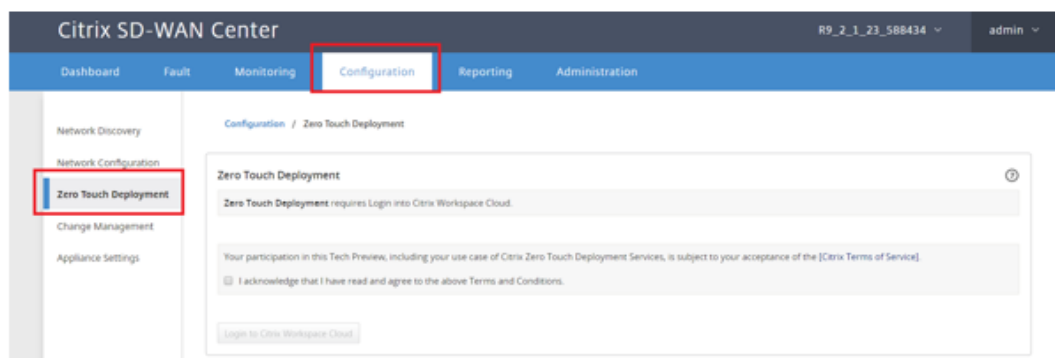 Citrix SD-WAN Center
R9_2_1_23_588434
admin
Dashboard Fault Monitoring Configuration Reporting Administration
Network Discovery
Network Configuration
Zero Touch Deployment
Change Management
Appliance Settings
Configuration / Zero Touch Deployment
Zero Touch Deployment
Zero Touch Deployment requires Login into Citrix Workspace Cloud.
Your participation in this Tech Preview, including your use case of Citrix Zero Touch Deployment Services, is subject to your acceptance of the [Citrix Terms of Service].
I acknowledge that I have read and agree to the above Terms and Conditions.
Login to Citrix Workspace Cloud